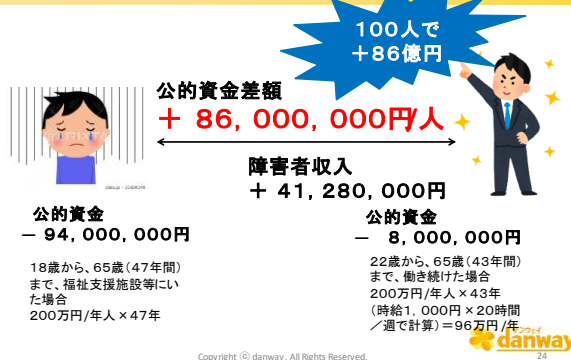 100人で
＋86億円
公的資金差額
＋ 86，000，000円/人
障害者収入
＋ 41，280，000円
公的資金
－ 94，000，000円
18歳から、65歳（47年間）
まで、福祉支援施設等にい
た場合
200万円/年人×47年
公的資金
－ 8，000，000円
22歳から、65歳（43年間）
まで、働き続けた場合
200万円/年人×43年
（時給1，000円×20時間
／週で計算）＝96万円/年
ダンウェイ
danway
Copyright ⓒ danway. All Rights Reserved.
24